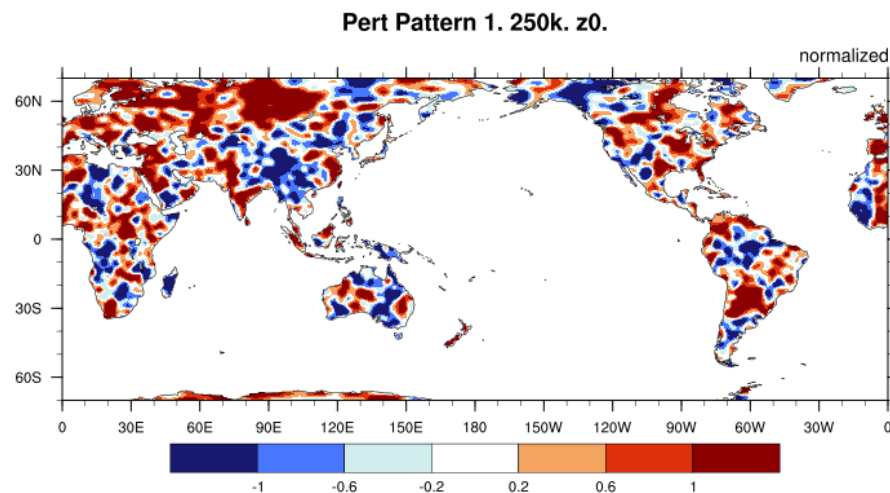 Pert Pattern 1. 250k. z0.
normalized
60N
30N
0
30S
60S
0 30E 60E 90E 120E 150E 180 150W 120W 90W 60W 30W 0
-1 -0.6 -0.2 0.2 0.6 1